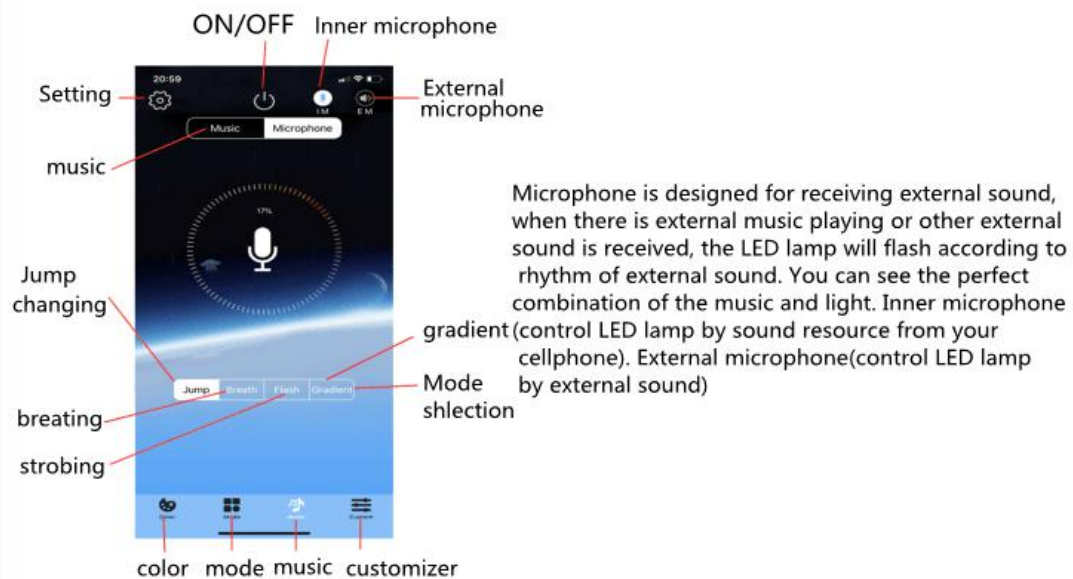 ON/OFF
Inner microphone
20:59
Setting
External
microphone
I M
E M
Music
Microphone
music
17%
Microphone is designed for receiving external sound,
when there is external music playing or other external
sound is received, the LED lamp will flash according to
rhythm of external sound. You can see the perfect
combination of the music and light. Inner microphone
(control LED lamp by sound resource from your
cellphone). External microphone(control LED lamp
by external sound)
Jump
changing
gradient
Jump
Breath
Flash
Gradient
Mode
shlection
breating
strobing
Color
Mode
Music
Custom
color
mode
music
customizer